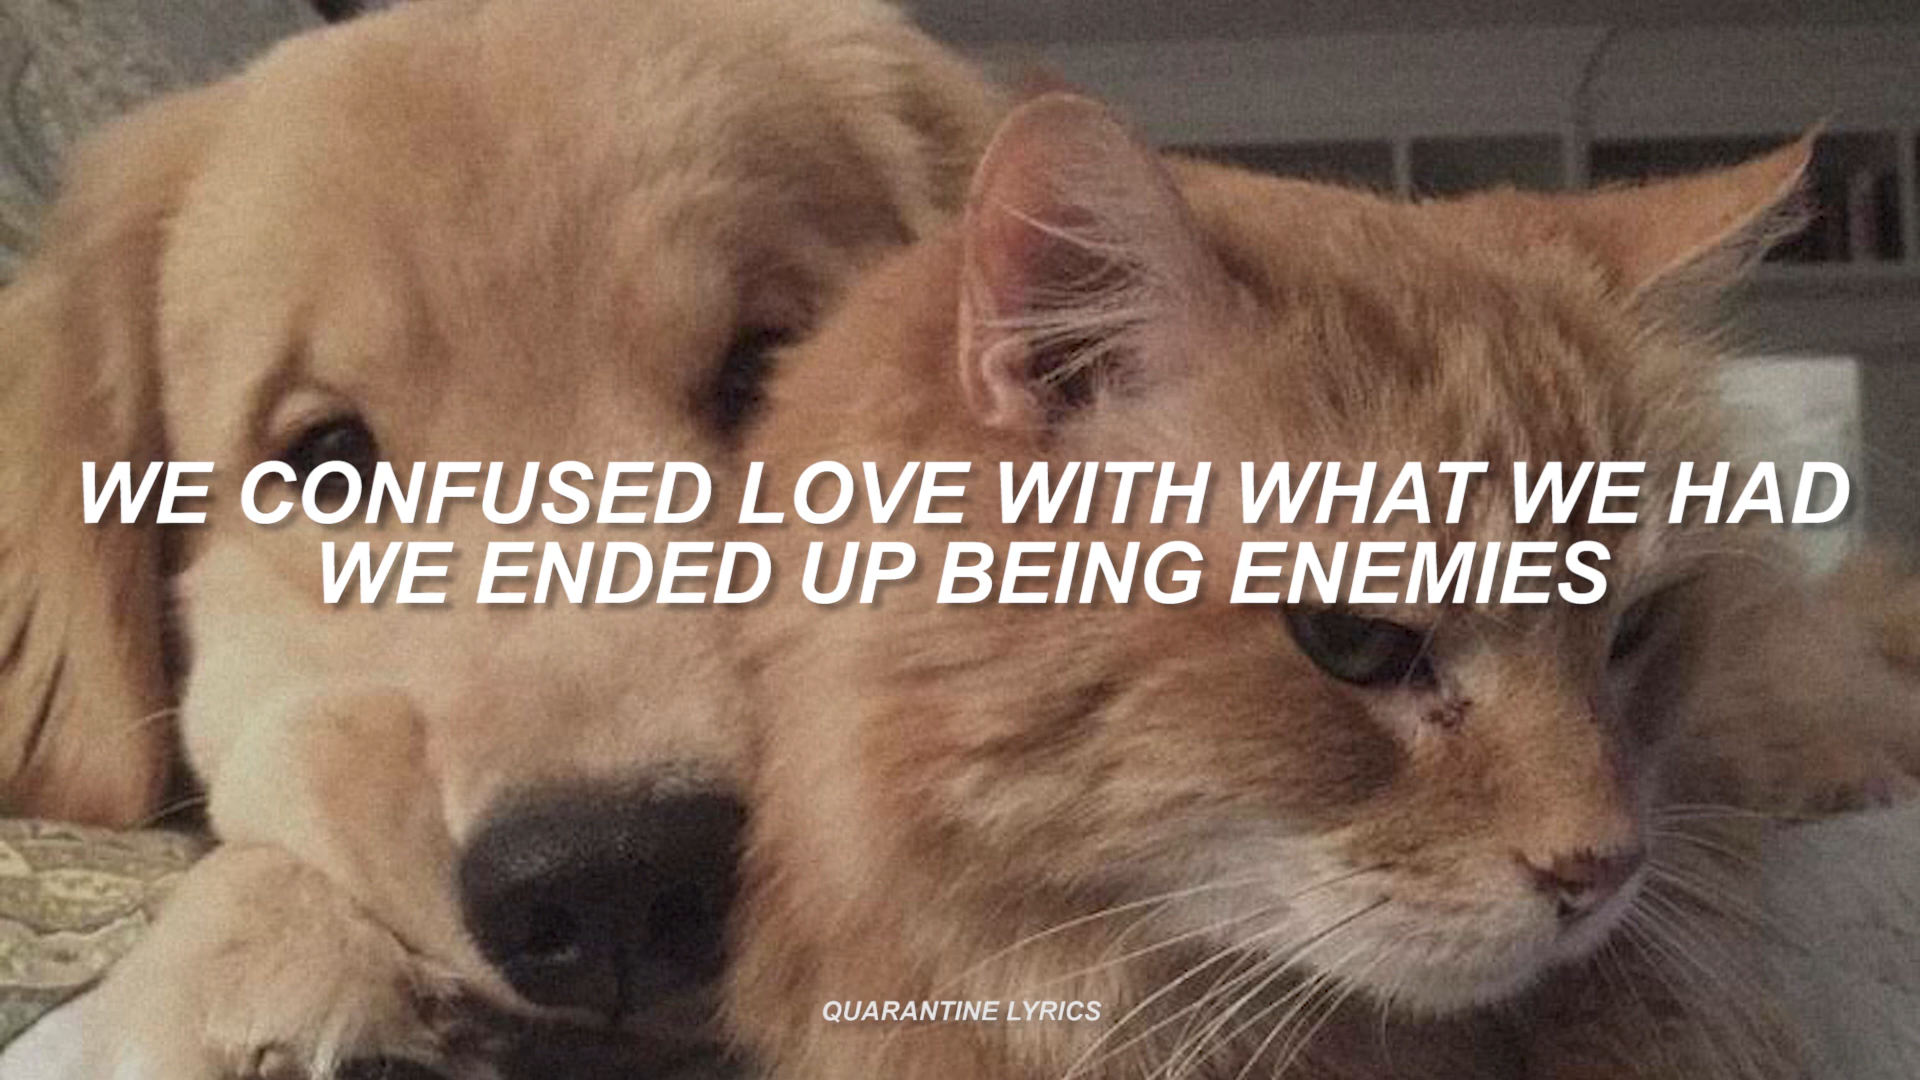 WE CONFUSED LOVE WITH WHAT WE HAD
WE ENDED UP BEING ENEMIES
QUARANTINE LYRICS